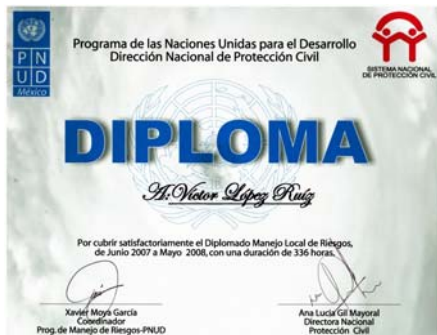 Programa de las Naciones Unidas para el Desarrollo
Dirección Nacional de Protección Civil
P N
U D
México
SISTEMA NACIONAL
DE PROTECCIÓN CIVIL
DIPLOMA
A: Victor López Ruíz
Por cubrir satisfactoriamente el Diplomado Manejo Local de Riesgos,
de Junio 2007 a Mayo 2008, con una duración de 336 horas.
Xavier Moya García
Coordinador
Prog. de Manejo de Riesgos-PNUD
Ana Lucía Gil Mayoral
Directora Nacional
Protección Civil